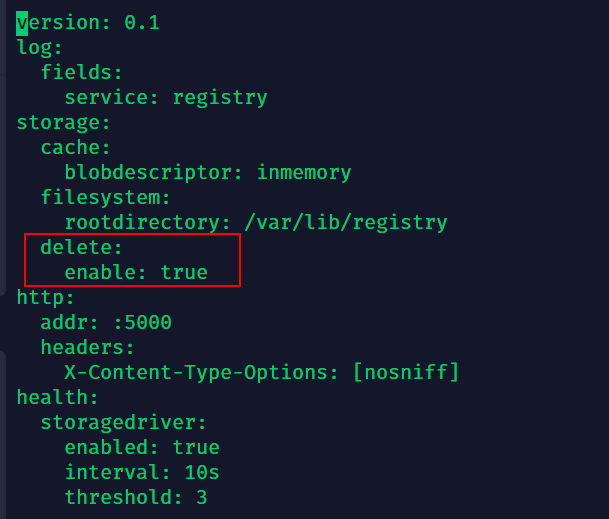 version: 0.1
log:
  fields:
    service: registry
storage:
  cache:
    blobdescriptor: inmemory
  filesystem:
    rootdirectory: /var/lib/registry
  delete:
    enable: true
http:
  addr: :5000
  headers:
    X-Content-Type-Options: [nosniff]
health:
  storagedriver:
    enabled: true
    interval: 10s
    threshold: 3